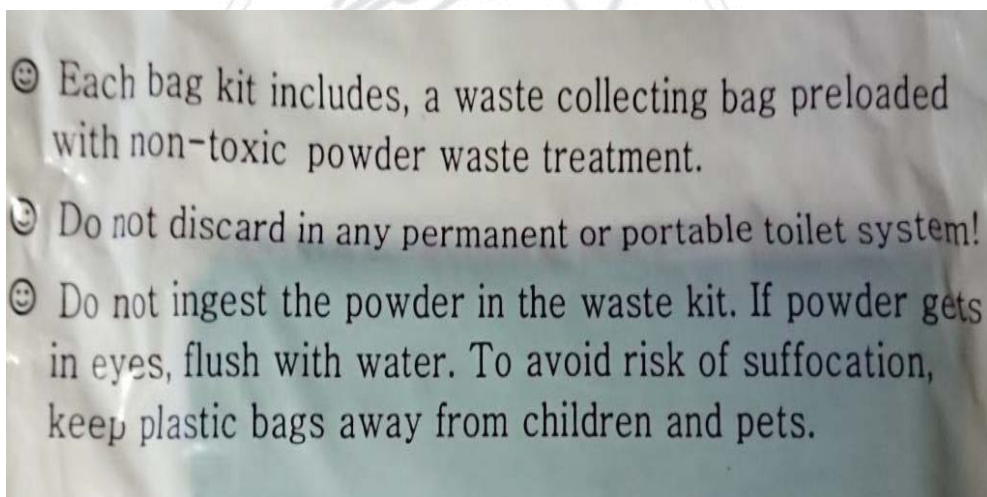 ☺ Each bag kit includes, a waste collecting bag preloaded
with non-toxic powder waste treatment.
☺ Do not discard in any permanent or portable toilet system!
☺ Do not ingest the powder in the waste kit. If powder gets
in eyes, flush with water. To avoid risk of suffocation,
keep plastic bags away from children and pets.